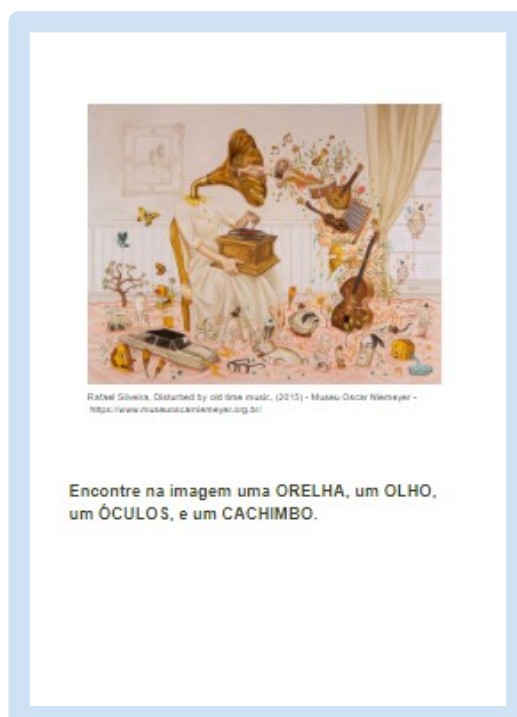 Rafael Silveira, Disturbed by old time music, (2015) - Museu Oscar Niemeyer -
https://www.museuoscarniemeyer.org.br/
Encontre na imagem uma ORELHA, um OLHO,
um ÓCULOS, e um CACHIMBO.